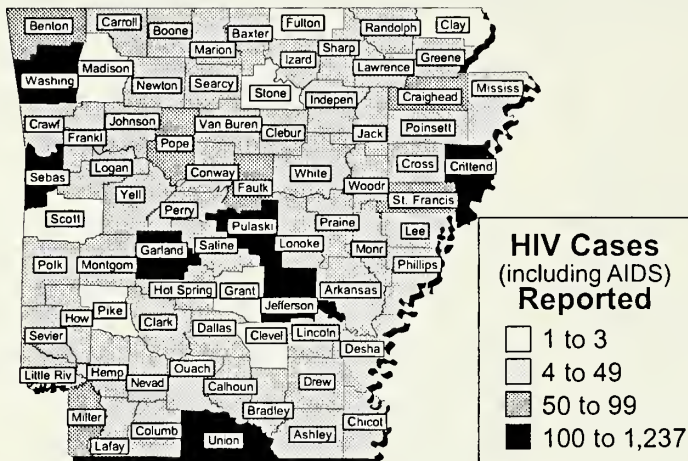 Benton
Carroll
Boone
Baxter
Fulton
Randolph
Clay
Marion
Sharp
Izard
Greene
Lawrence
Washing
Madison
Newton
Searcy
Stone
Indepen
Craighead
Mississ
Crawf
Frankl
Johnson
Van Buren
Clebur
Jack
Poinsett
Pope
Logan
Conway
White
Cross
Crittend
Sebas
Yell
Faulk
Woodr
St. Francis
Scott
Perry
Pulaski
Praine
Lee
Garland
Saline
Lonoke
Monr
Polk
Montgom
Phillips
Hot Spring
Grant
Arkansas
Jefferson
How
Pike
Clark
Dallas
Clevel
Lincoln
Sevier
Desha
Little Riv
Hemp
Nevad
Ouach
Calhoun
Drew
Miller
Bradley
Chicot
Lafay
Columb
Union
Ashley
HIV Cases
(including AIDS)
Reported
1 to 3
4 to 49
50 to 99
100 to 1,237